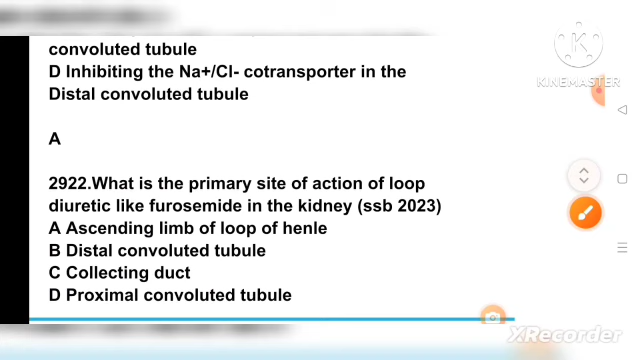 convoluted tubule
D Inhibiting the Na+/Cl- cotransporter in the
Distal convoluted tubule
A
2922.What is the primary site of action of loop
diuretic like furosemide in the kidney (ssb 2023)
A Ascending limb of loop of henle
B Distal convoluted tubule
C Collecting duct
D Proximal convoluted tubule
K
KINEMASTER
XRecorder